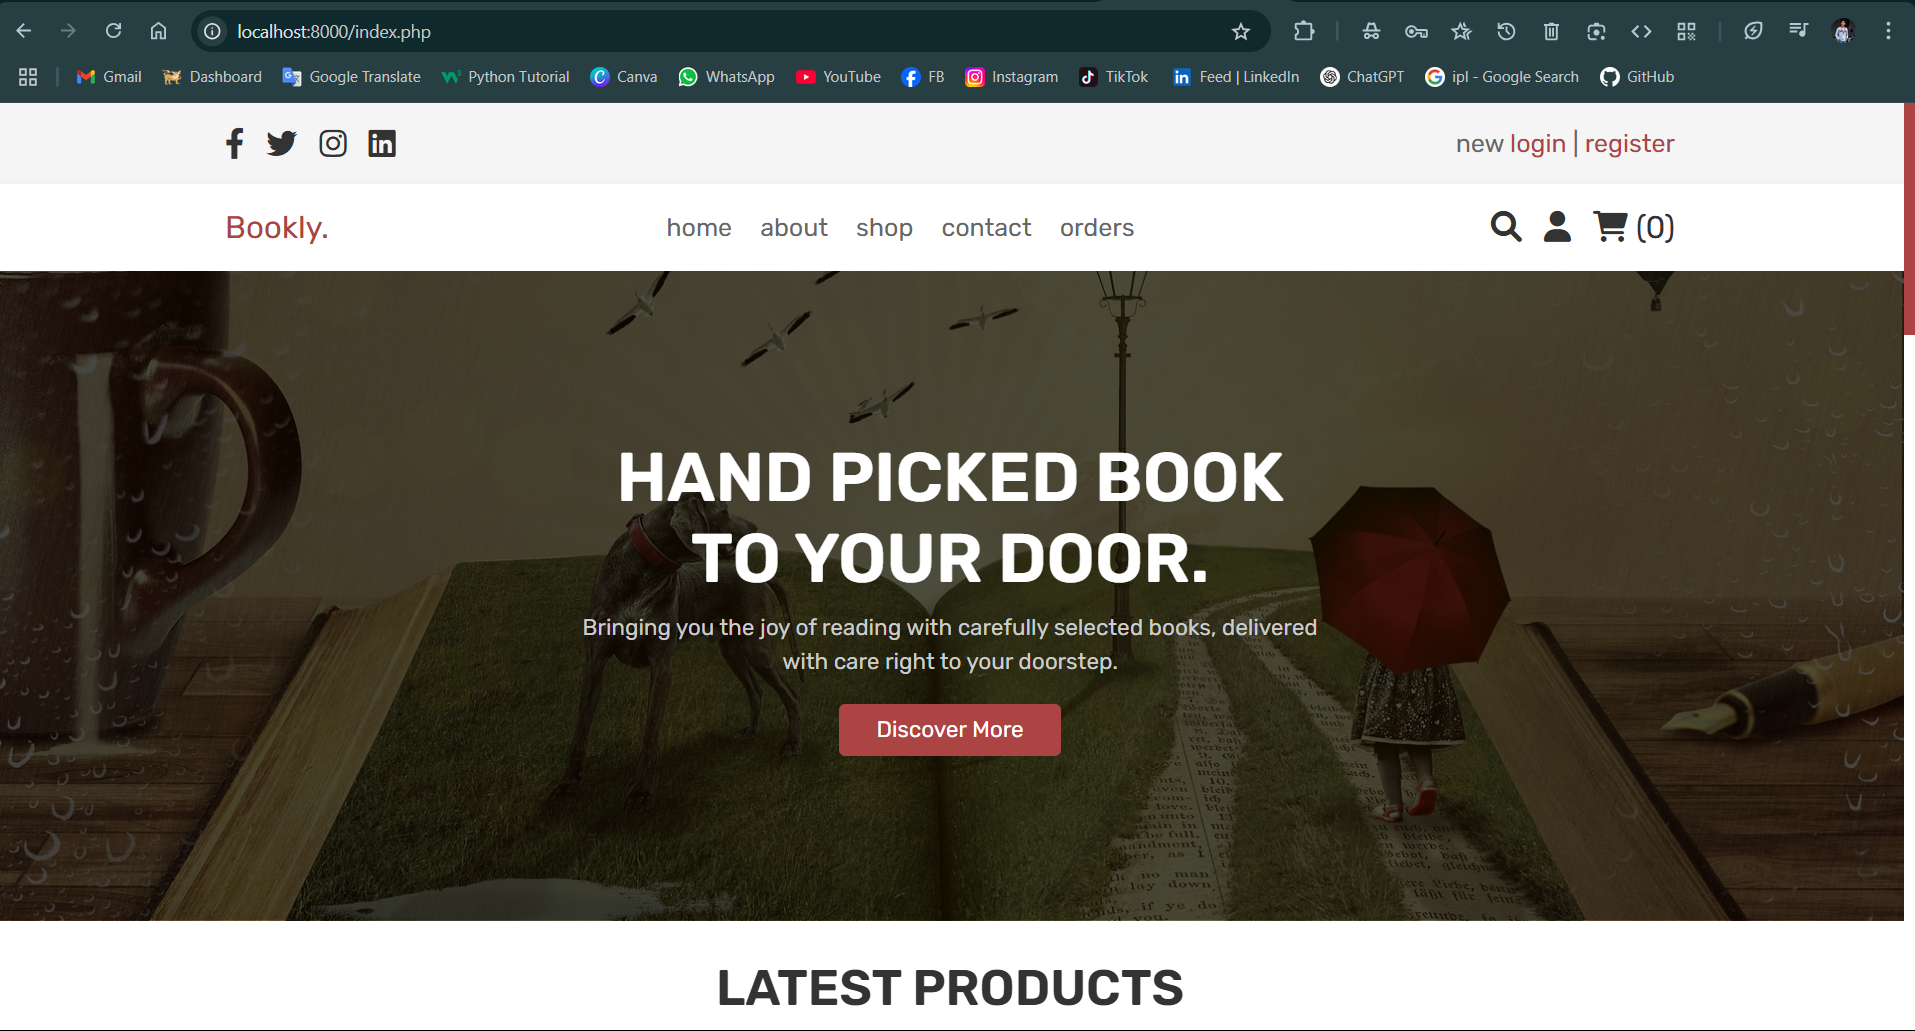 localhost:8000/index.php
Gmail Dashboard Google Translate Python Tutorial Canva WhatsApp YouTube FB Instagram TikTok Feed | LinkedIn ChatGPT ipl - Google Search GitHub
new login | register
Bookly. home about shop contact orders (0)
HAND PICKED BOOK
TO YOUR DOOR.
Bringing you the joy of reading with carefully selected books, delivered
with care right to your doorstep.
Discover More
LATEST PRODUCTS